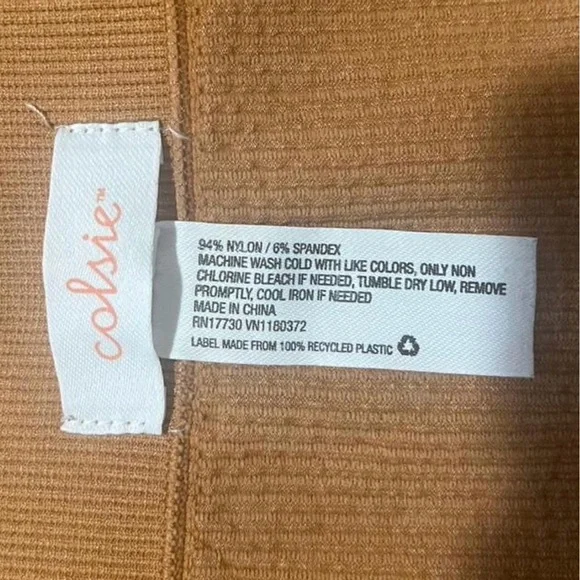 colsie™
94% NYLON / 6% SPANDEX
MACHINE WASH COLD WITH LIKE COLORS, ONLY NON
CHLORINE BLEACH IF NEEDED, TUMBLE DRY LOW, REMOVE
PROMPTLY, COOL IRON IF NEEDED
MADE IN CHINA
RN17730 VN1180372
LABEL MADE FROM 100% RECYCLED PLASTIC